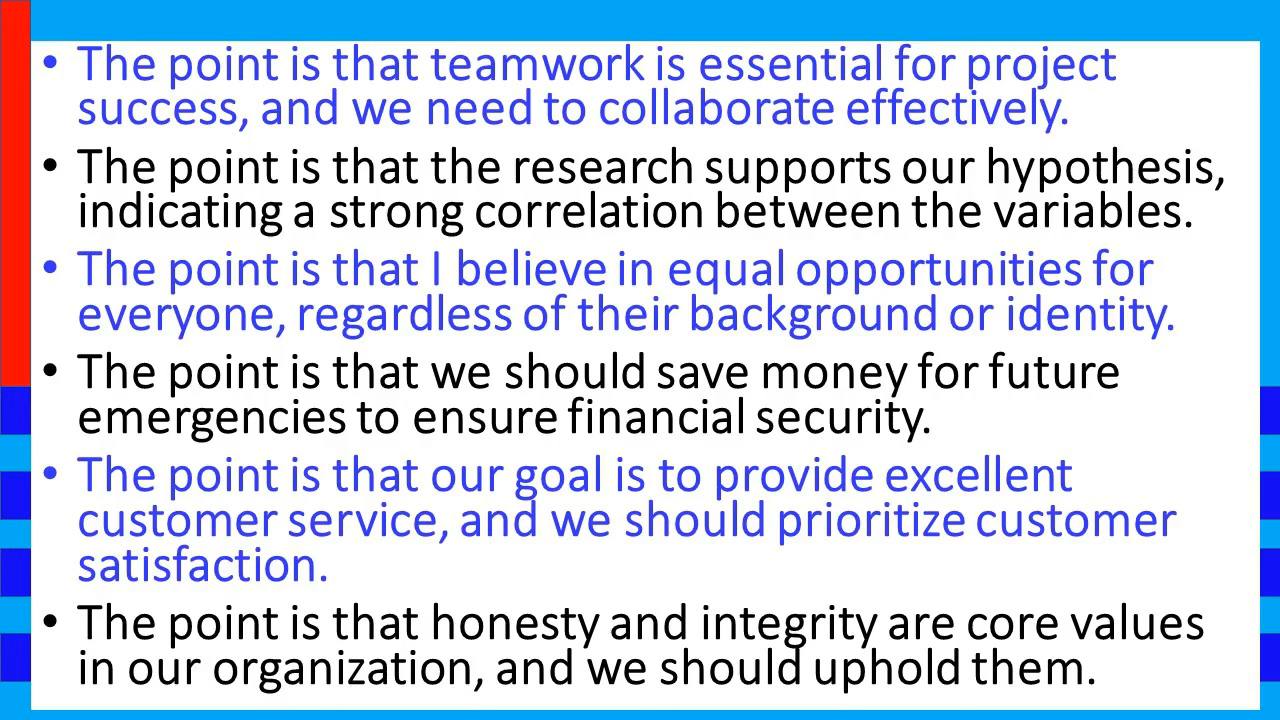 • The point is that teamwork is essential for project
success, and we need to collaborate effectively.
• The point is that the research supports our hypothesis,
indicating a strong correlation between the variables.
• The point is that I believe in equal opportunities for
everyone, regardless of their background or identity.
• The point is that we should save money for future
emergencies to ensure financial security.
• The point is that our goal is to provide excellent
customer service, and we should prioritize customer
satisfaction.
• The point is that honesty and integrity are core values
in our organization, and we should uphold them.